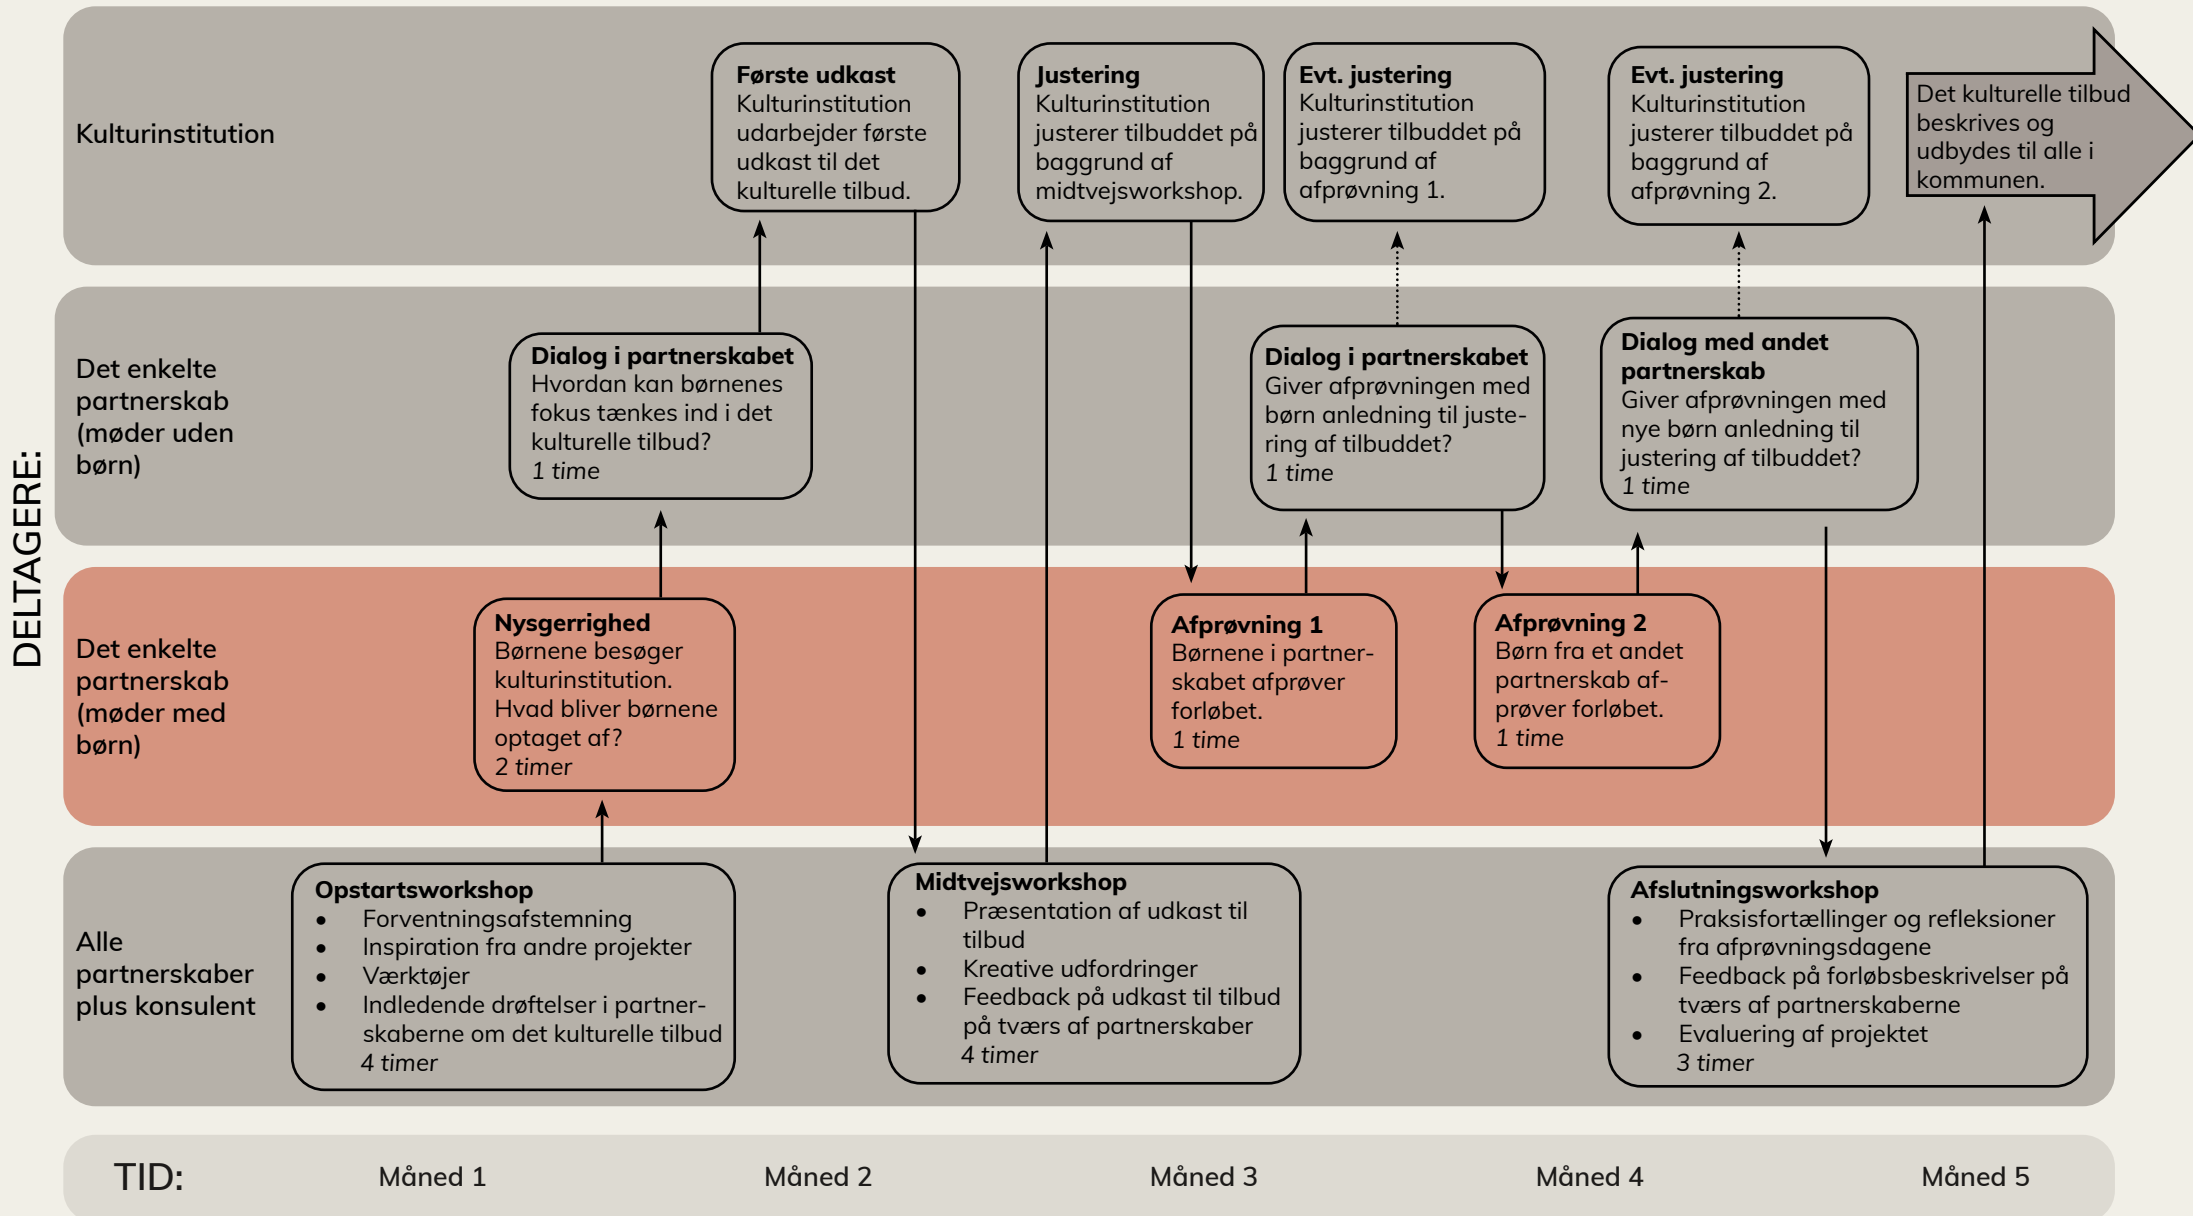 DELTAGERE:
Kulturinstitution
Første udkast
Kulturinstitution
udarbejder første
udkast til det
kulturelle tilbud.
Justering
Kulturinstitution
justerer tilbuddet på
baggrund af
midtvejsworkshop.
Evt. justering
Kulturinstitution
justerer tilbuddet på
baggrund af
afprøvning 1.
Evt. justering
Kulturinstitution
justerer tilbuddet på
baggrund af
afprøvning 2.
Det kulturelle tilbud
beskrives og
udbydes til alle i
kommunen.
Det enkelte
partnerskab
(møder uden
børn)
Dialog i partnerskabet
Hvordan kan børnenes
fokus tænkes ind i det
kulturelle tilbud?
1 time
Dialog i partnerskabet
Giver afprøvningen med
børn anledning til juste-
ring af tilbuddet?
1 time
Dialog med andet
partnerskab
Giver afprøvningen med
nye børn anledning til
justering af tilbuddet?
1 time
Det enkelte
partnerskab
(møder med
børn)
Nysgerrighed
Børnene besøger
kulturinstitution.
Hvad bliver børnene
optaget af?
2 timer
Afprøvning 1
Børnene i partner-
skabet afprøver
forløbet.
1 time
Afprøvning 2
Børn fra et andet
partnerskab af-
prøver forløbet.
1 time
Alle
partnerskaber
plus konsulent
Opstartsworkshop
• Forventningsafstemning
• Inspiration fra andre projekter
• Værktøjer
• Indledende drøftelser i partner-
skaberne om det kulturelle tilbud
4 timer
Midtvejsworkshop
• Præsentation af udkast til
tilbud
• Kreative udfordringer
• Feedback på udkast til tilbud
på tværs af partnerskaber
4 timer
Afslutningsworkshop
• Praksisfortællinger og refleksioner
fra afprøvningsdagene
• Feedback på forløbsbeskrivelser på
tværs af partnerskaberne
• Evaluering af projektet
3 timer
TID:
Måned 1
Måned 2
Måned 3
Måned 4
Måned 5